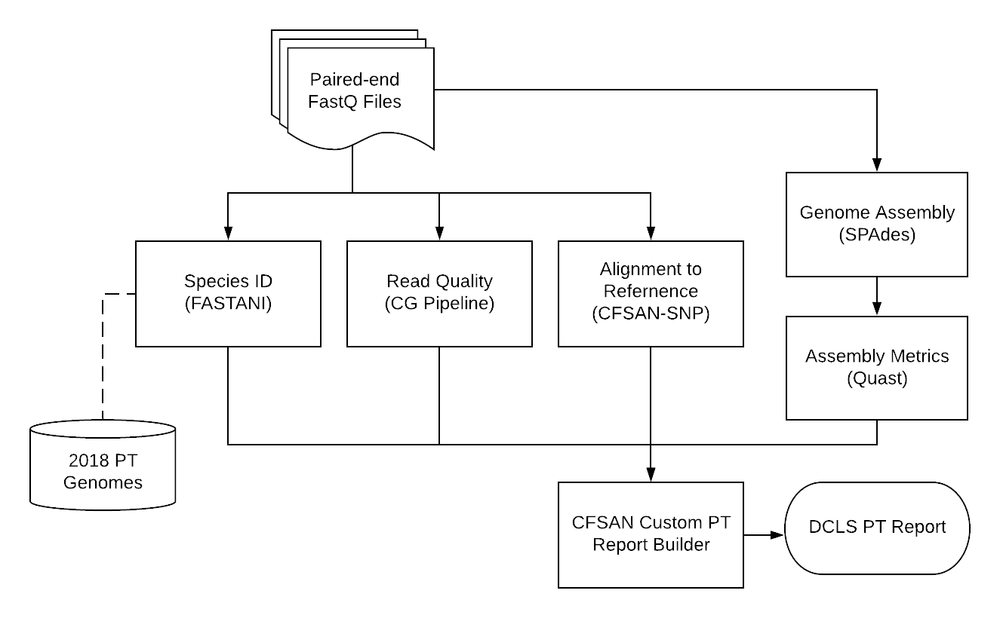 Paired-end
FastQ Files
Genome Assembly
(SPAdes)
Species ID
(FASTANI)
Read Quality
(CG Pipeline)
Alignment to
Refernence
(CFSAN-SNP)
Assembly Metrics
(Quast)
2018 PT
Genomes
CFSAN Custom PT
Report Builder
DCLS PT Report